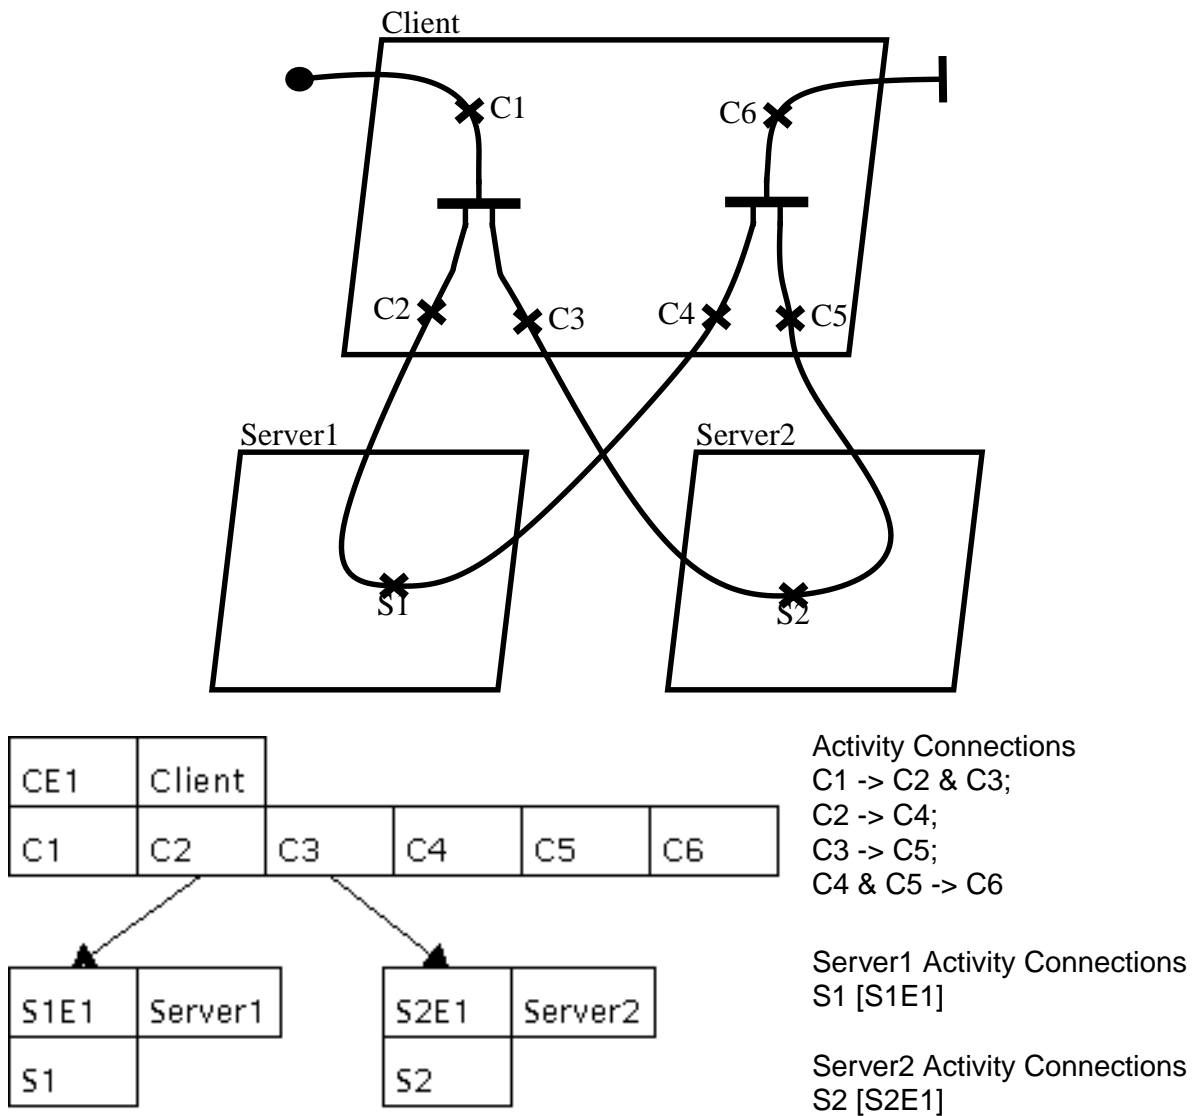 Client
C1
C6
C2
C3
C4
C5
Server1
Server2
S1
S2
CE1 Client
C1 C2 C3 C4 C5 C6
S1E1 Server1
S1
S2E1 Server2
S2
Activity Connections
C1 -> C2 & C3;
C2 -> C4;
C3 -> C5;
C4 & C5 -> C6
Server1 Activity Connections
S1 [S1E1]
Server2 Activity Connections
S2 [S2E1]